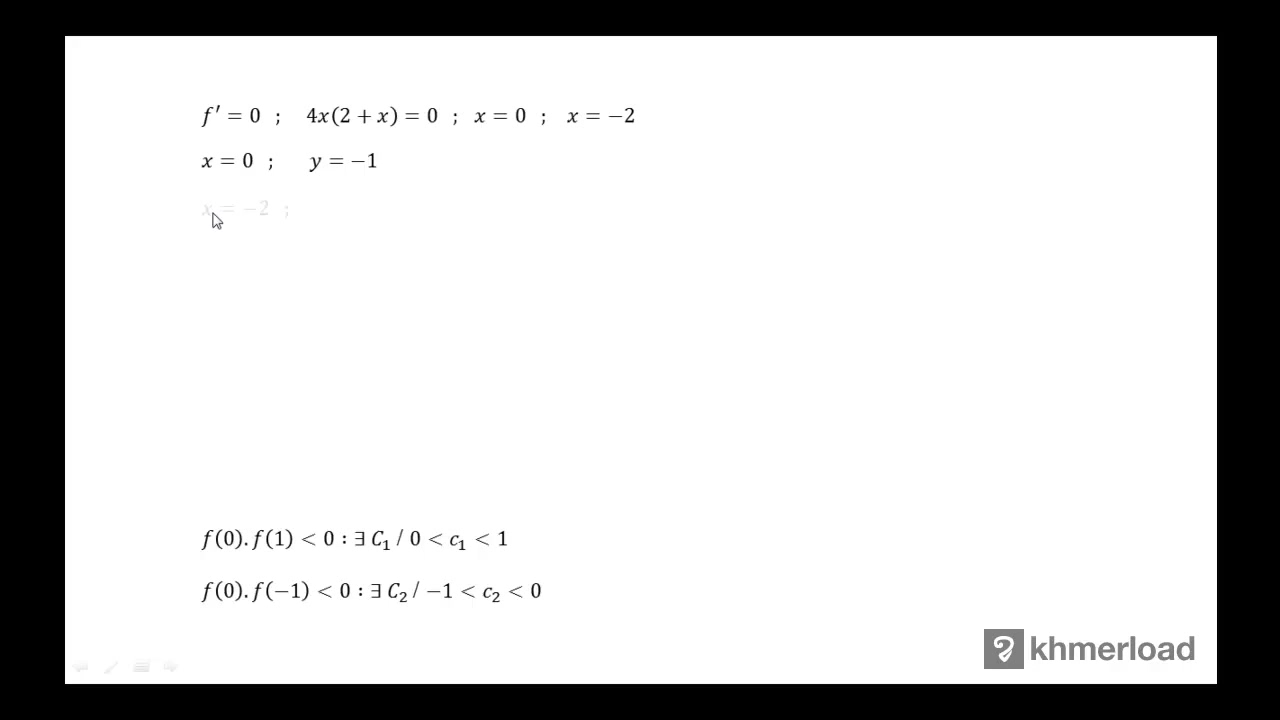 f′ = 0 ; 4x(2 + x) = 0 ; x = 0 ; x = −2
x = 0 ; y = −1
x = −2 ;
f(0). f(1) < 0 : ∃ C₁ / 0 < c₁ < 1
f(0). f(−1) < 0 : ∃ C₂ / −1 < c₂ < 0
khmerload